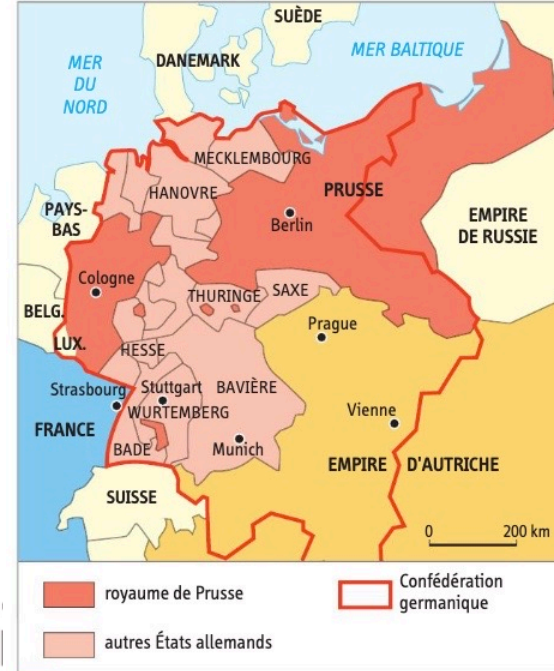 SUÈDE
MER BALTIQUE
DANEMARK
MER
DU
NORD
MECKLEMBOURG
HANOVRE
PRUSSE
PAYS-
BAS
Berlin
EMPIRE
DE RUSSIE
Cologne
THURINGE
SAXE
BELG.
Prague
LUX.
HESSE
Strasbourg
Stuttgart
BAVIÈRE
WURTEMBERG
Vienne
FRANCE
BADE
Munich
EMPIRE
D'AUTRICHE
SUISSE
0
200 km
royaume de Prusse
Confédération
germanique
autres États allemands